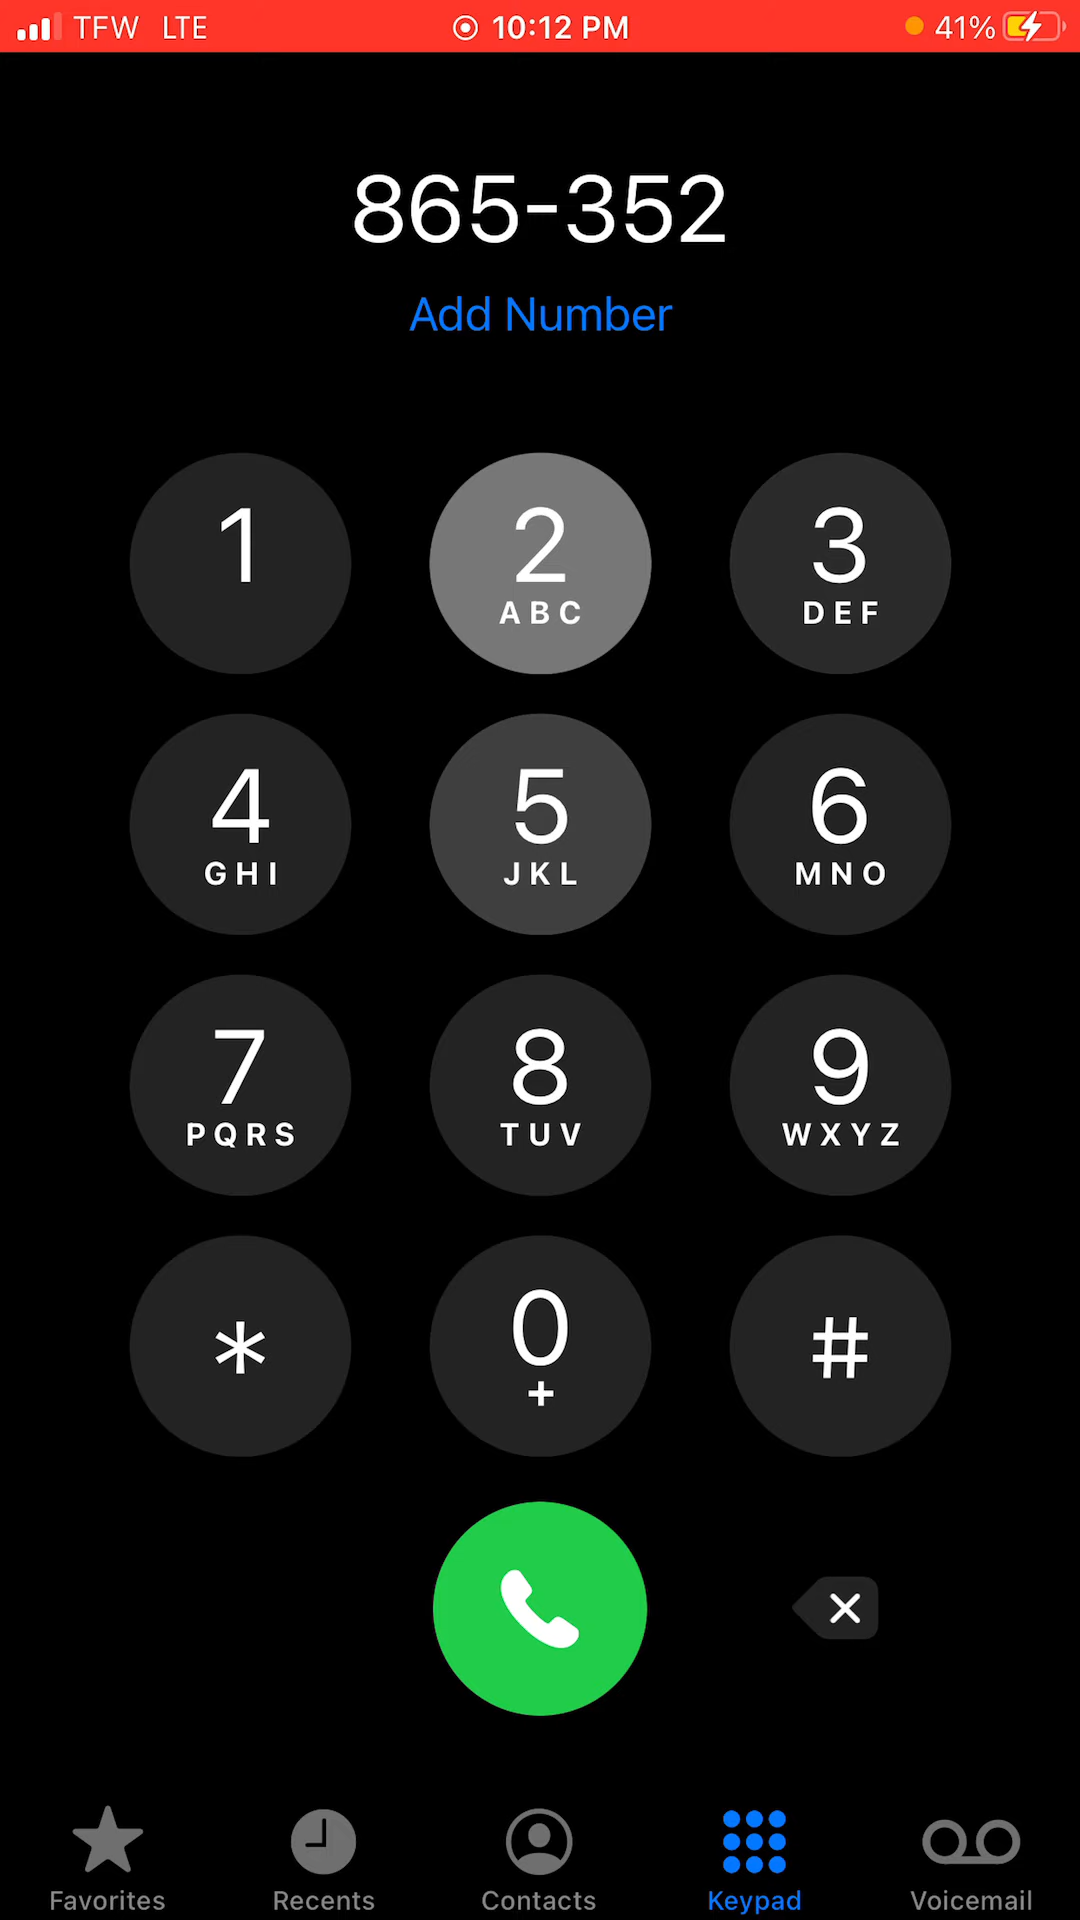 TFW LTE 10:12 PM 41%
865-352
Add Number
1 2 3
ABC DEF
4 5 6
GHI JKL MNO
7 8 9
PQRS TUV WXYZ
* 0 #
+
Favorites Recents Contacts Keypad Voicemail